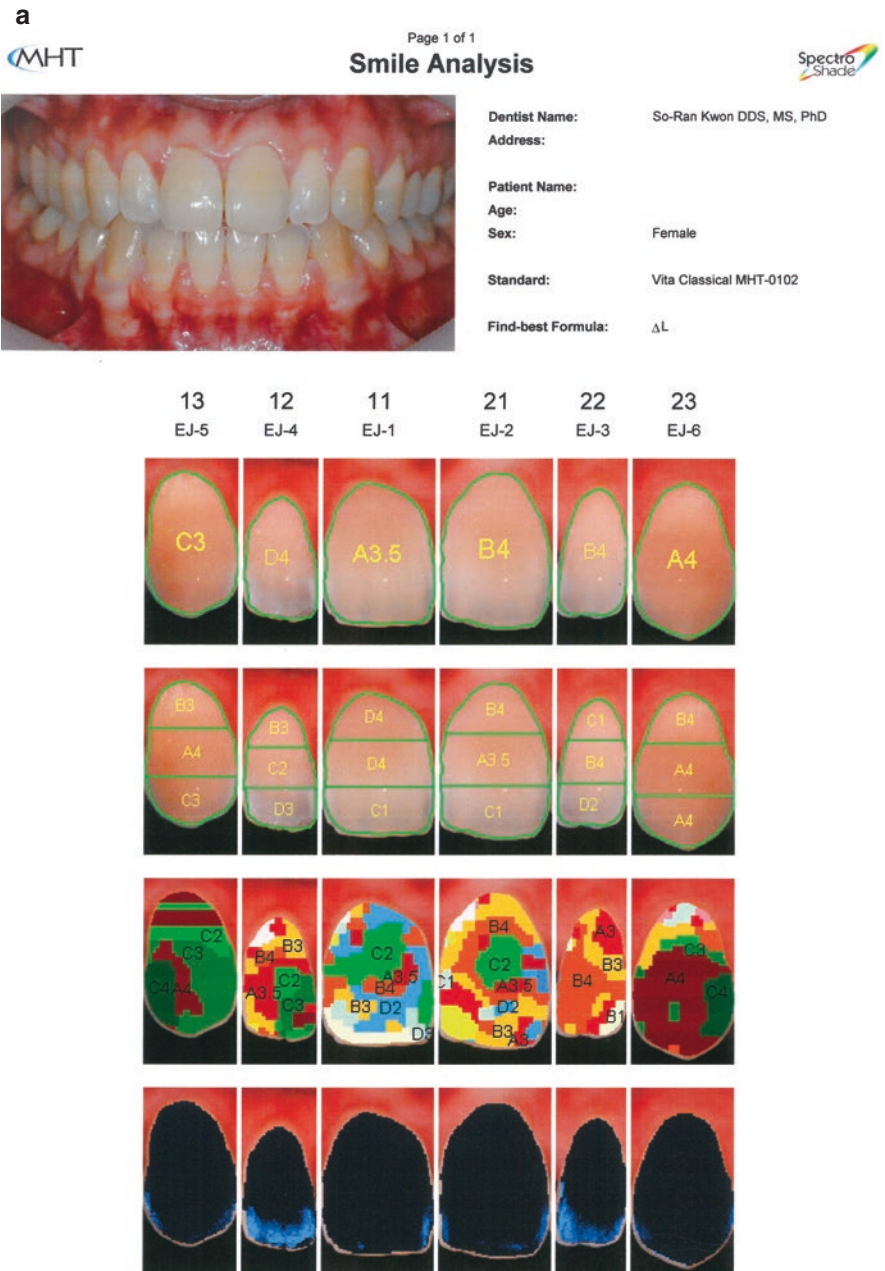 a
Page 1 of 1
MHT
Smile Analysis
Spectro
Shade
Dentist Name: So-Ran Kwon DDS, MS, PhD
Address:
Patient Name:
Age:
Sex: Female
Standard: Vita Classical MHT-0102
Find-best Formula: ΔL
13 12 11 21 22 23
EJ-5 EJ-4 EJ-1 EJ-2 EJ-3 EJ-6
C3 D4 A3.5 B4 B4 A4
B3 B3 D4 B4 C1 B4
A4 C2 D4 A3.5 B4 A4
C3 D3 C1 C1 D2 A4
C2
C3
C4 A4
B3
B4
C2
A3.5
C3
C2
A3.5
B4
B3 D2
D3
B4
C2
C1
A3.5
D2
B3
A3
A3
B3
B4
B1
C3
A4
C4